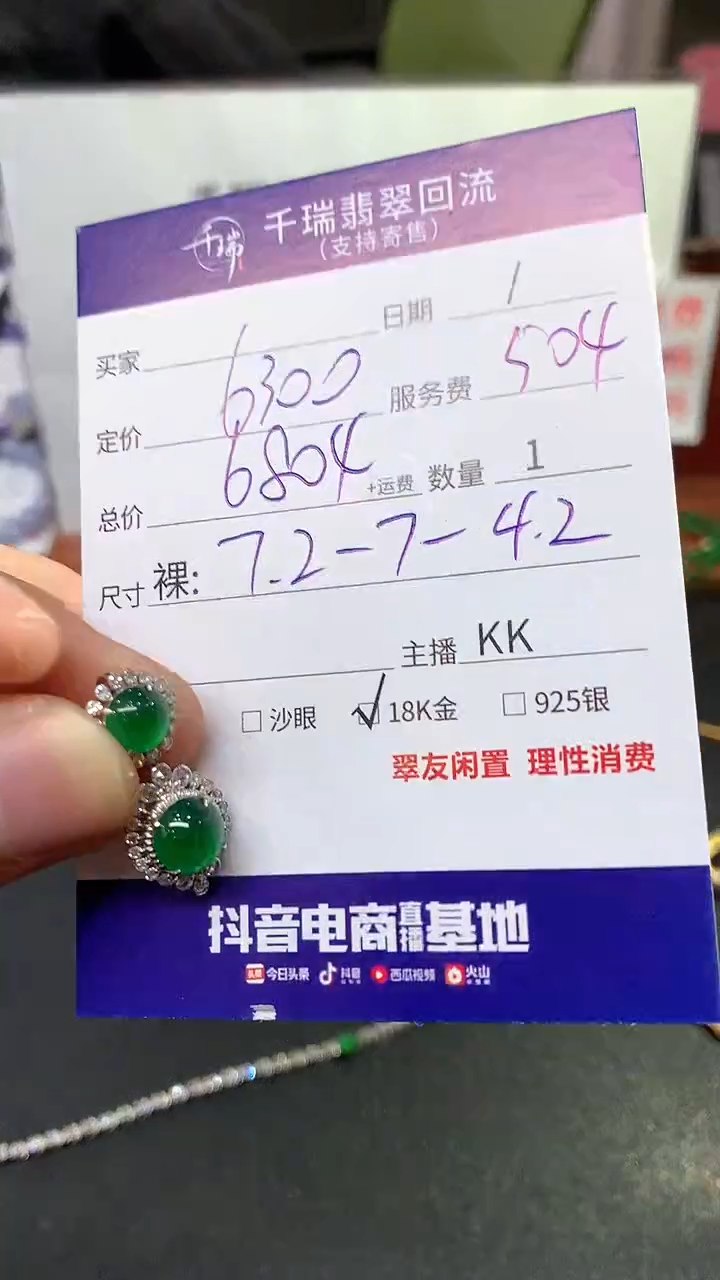 千瑞 千瑞翡翠回流
(支持寄售)
买家 / 日期 /
定价 6300 服务费 504
总价 6804 +运费 数量 1
尺寸 裸: 7.2-7-4.2
主播 KK
沙眼 ✓ 18K金 925银
翠友闲置 理性消费
抖音电商直播基地
头条 今日头条 抖音 西瓜视频 火山